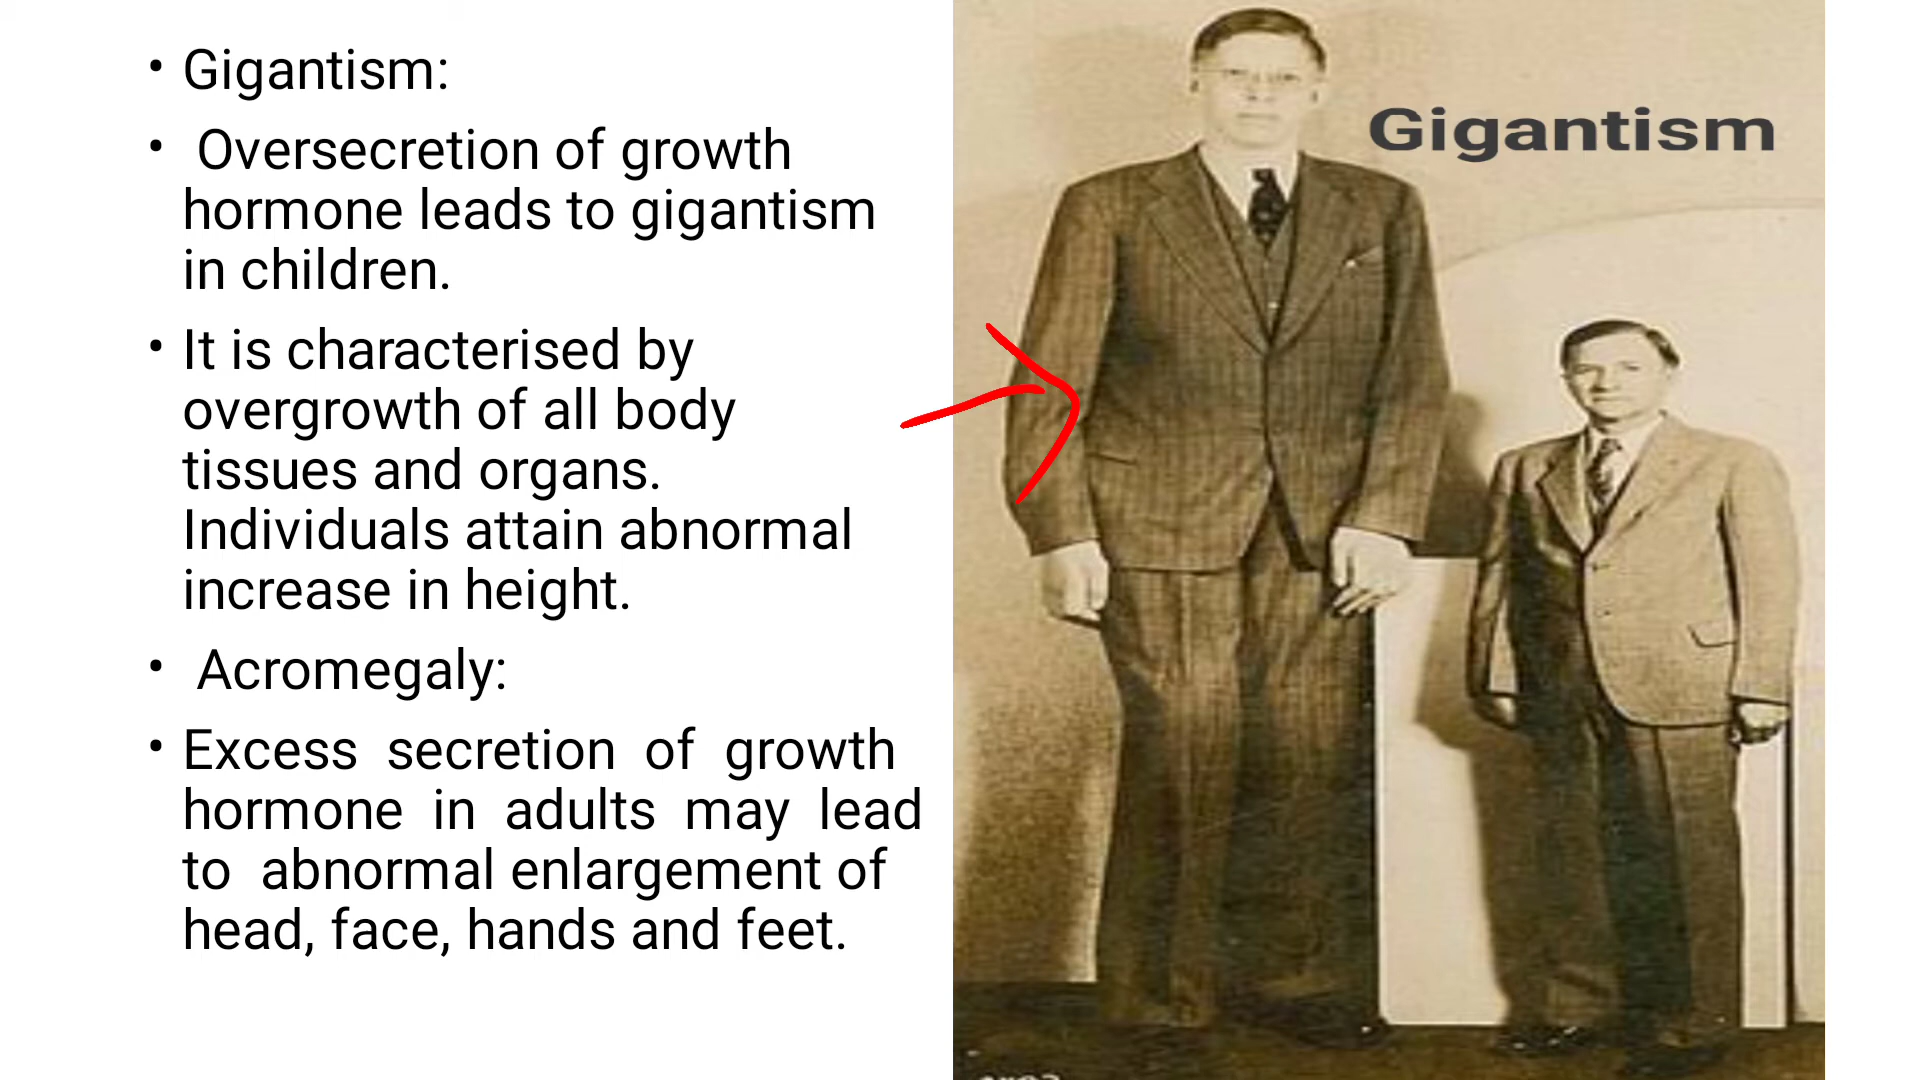 • Gigantism:
• Oversecretion of growth
hormone leads to gigantism
in children.
• It is characterised by
overgrowth of all body
tissues and organs.
Individuals attain abnormal
increase in height.
• Acromegaly:
• Excess secretion of growth
hormone in adults may lead
to abnormal enlargement of
head, face, hands and feet.
Gigantism